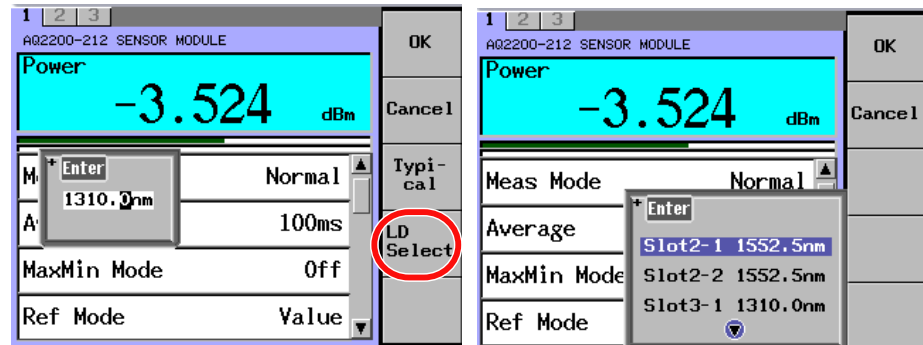 1 2 3
AQ2200-212 SENSOR MODULE
Power
-3.524 dBm
Enter
1310.0nm
M Normal
A 100ms
MaxMin Mode Off
Ref Mode Value
OK
Cancel
Typi-
cal
LD
Select
1 2 3
AQ2200-212 SENSOR MODULE
Power
-3.524 dBm
Meas Mode Normal
Average
MaxMin Mode
Ref Mode
Enter
Slot2-1 1552.5nm
Slot2-2 1552.5nm
Slot3-1 1310.0nm
OK
Cancel